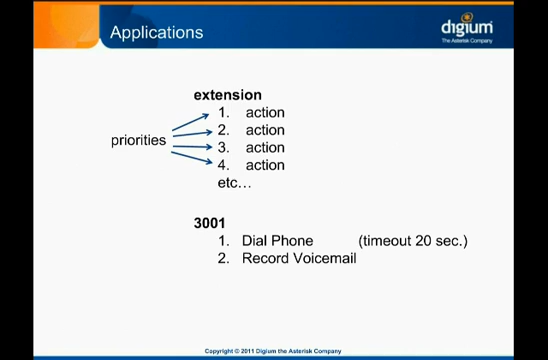 Applications
digium
The Asterisk Company
extension
1. action
2. action
priorities
3. action
4. action
etc...
3001
1. Dial Phone (timeout 20 sec.)
2. Record Voicemail
Copyright © 2011 Digium the Asterisk Company